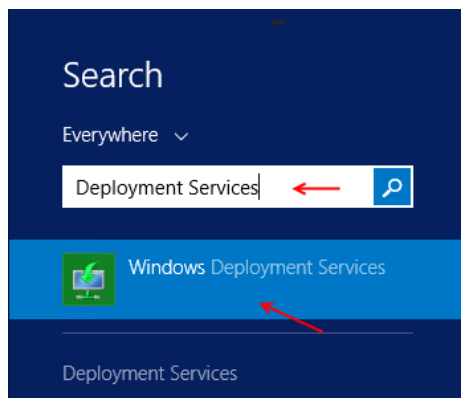 Search
Everywhere
Deployment Services
Windows Deployment Services
Deployment Services